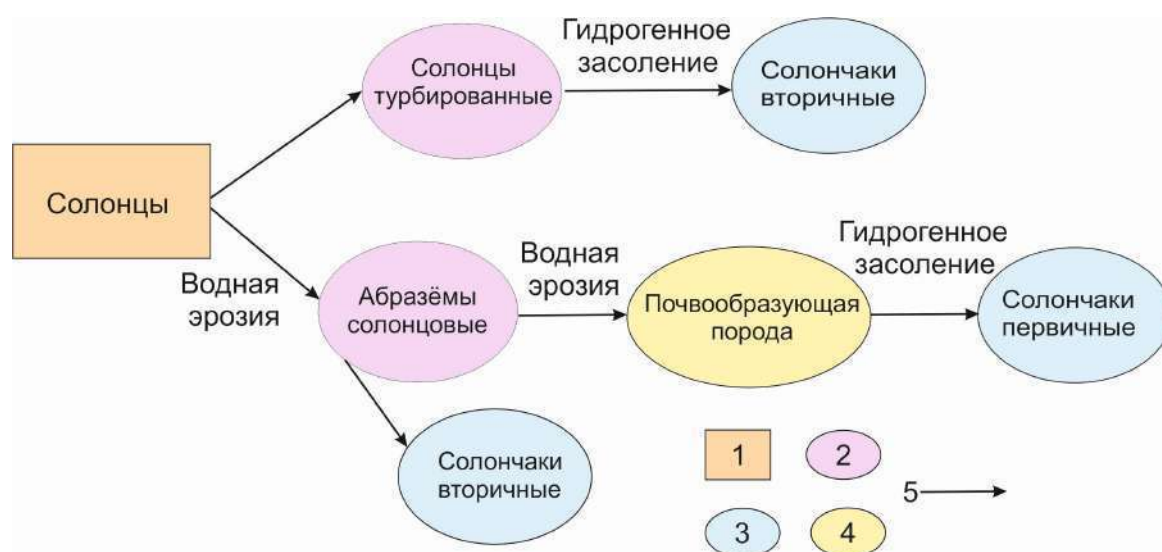 Гидрогенное
засоление
Солонцы
турбированные
Солончаки
вторичные
Солонцы
Водная
эрозия
Абразёмы
солонцовые
Водная
эрозия
Почвообразующая
порода
Гидрогенное
засоление
Солончаки
первичные
Солончаки
вторичные
1
2
3
4
5